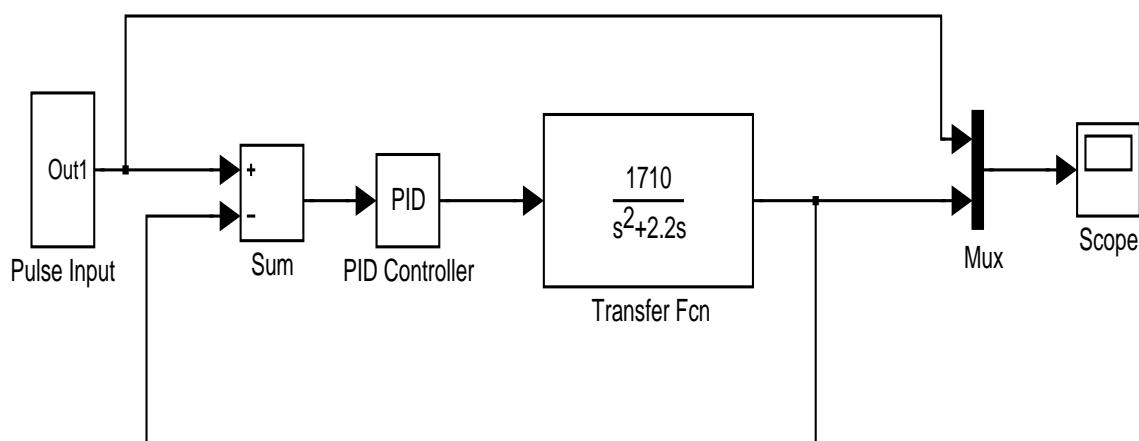 Out1
Pulse Input
+
−
Sum
PID
PID Controller
1710
s²+2.2s
Transfer Fcn
Mux
Scope